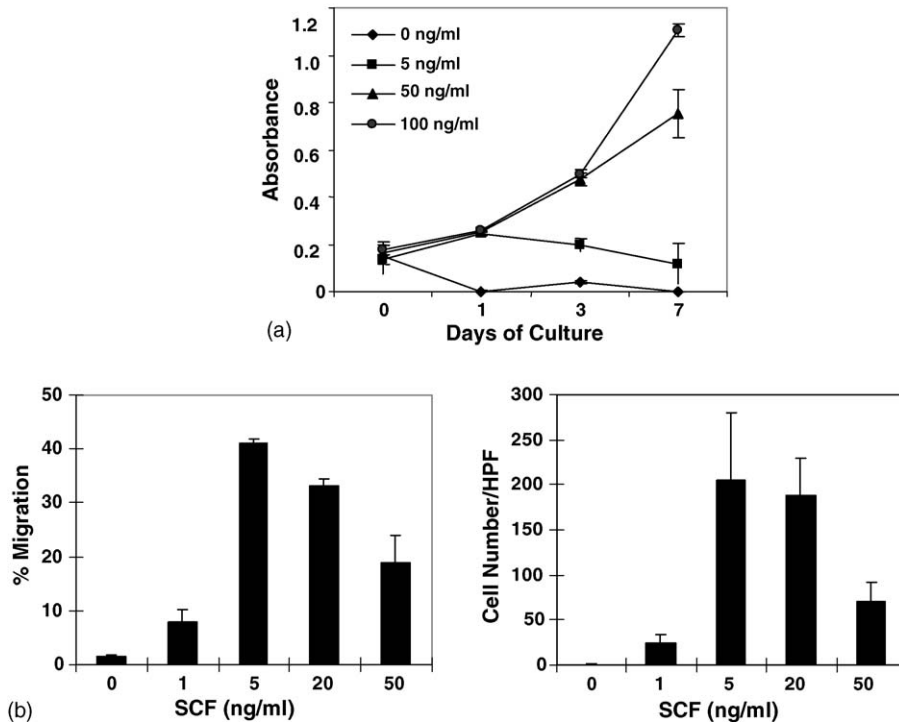 1.2
1.0
0.8
0.6
0.4
0.2
0
Absorbance
0 ng/ml
5 ng/ml
50 ng/ml
100 ng/ml
0 1 3 7
Days of Culture
(a)
50
40
30
20
10
0
% Migration
0 1 5 20 50
SCF (ng/ml)
300
250
200
150
100
50
0
Cell Number/HPF
0 1 5 20 50
SCF (ng/ml)
(b)